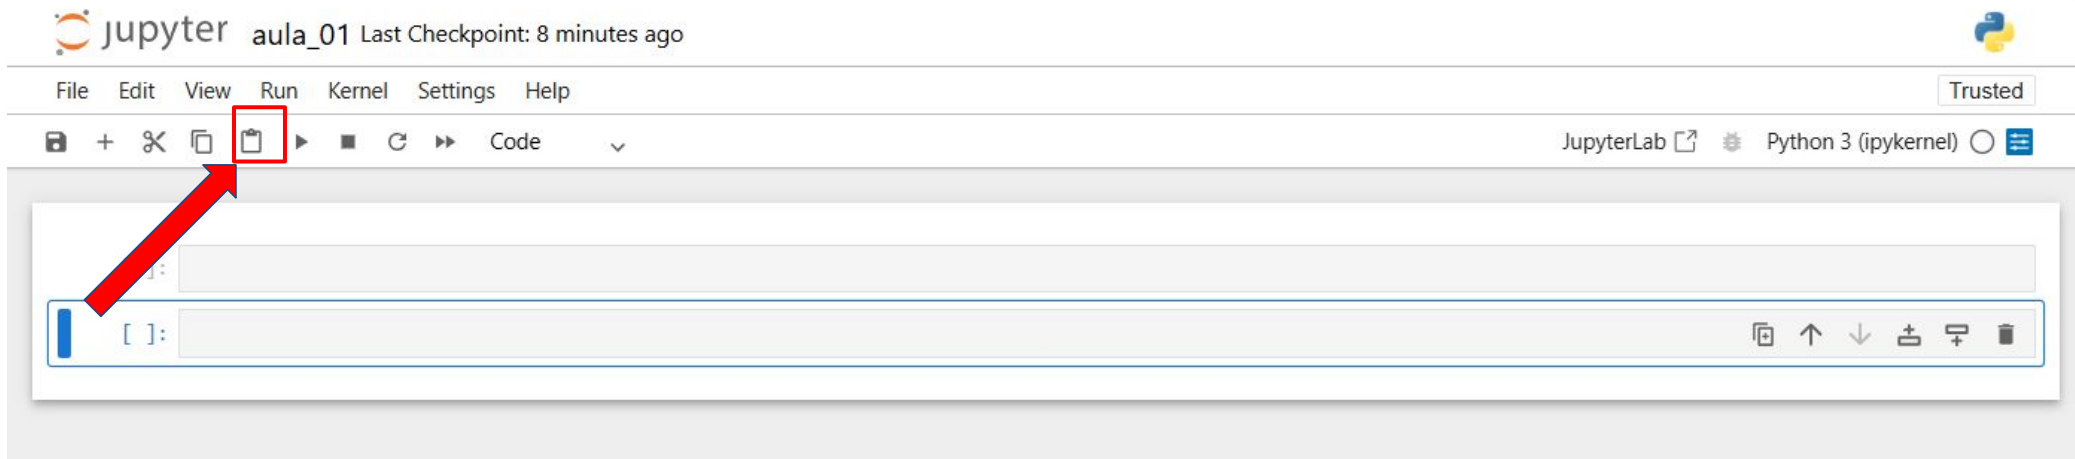 jupyter aula_01 Last Checkpoint: 8 minutes ago
File Edit View Run Kernel Settings Help Trusted
+ Code JupyterLab Python 3 (ipykernel)
]:
[ ]: